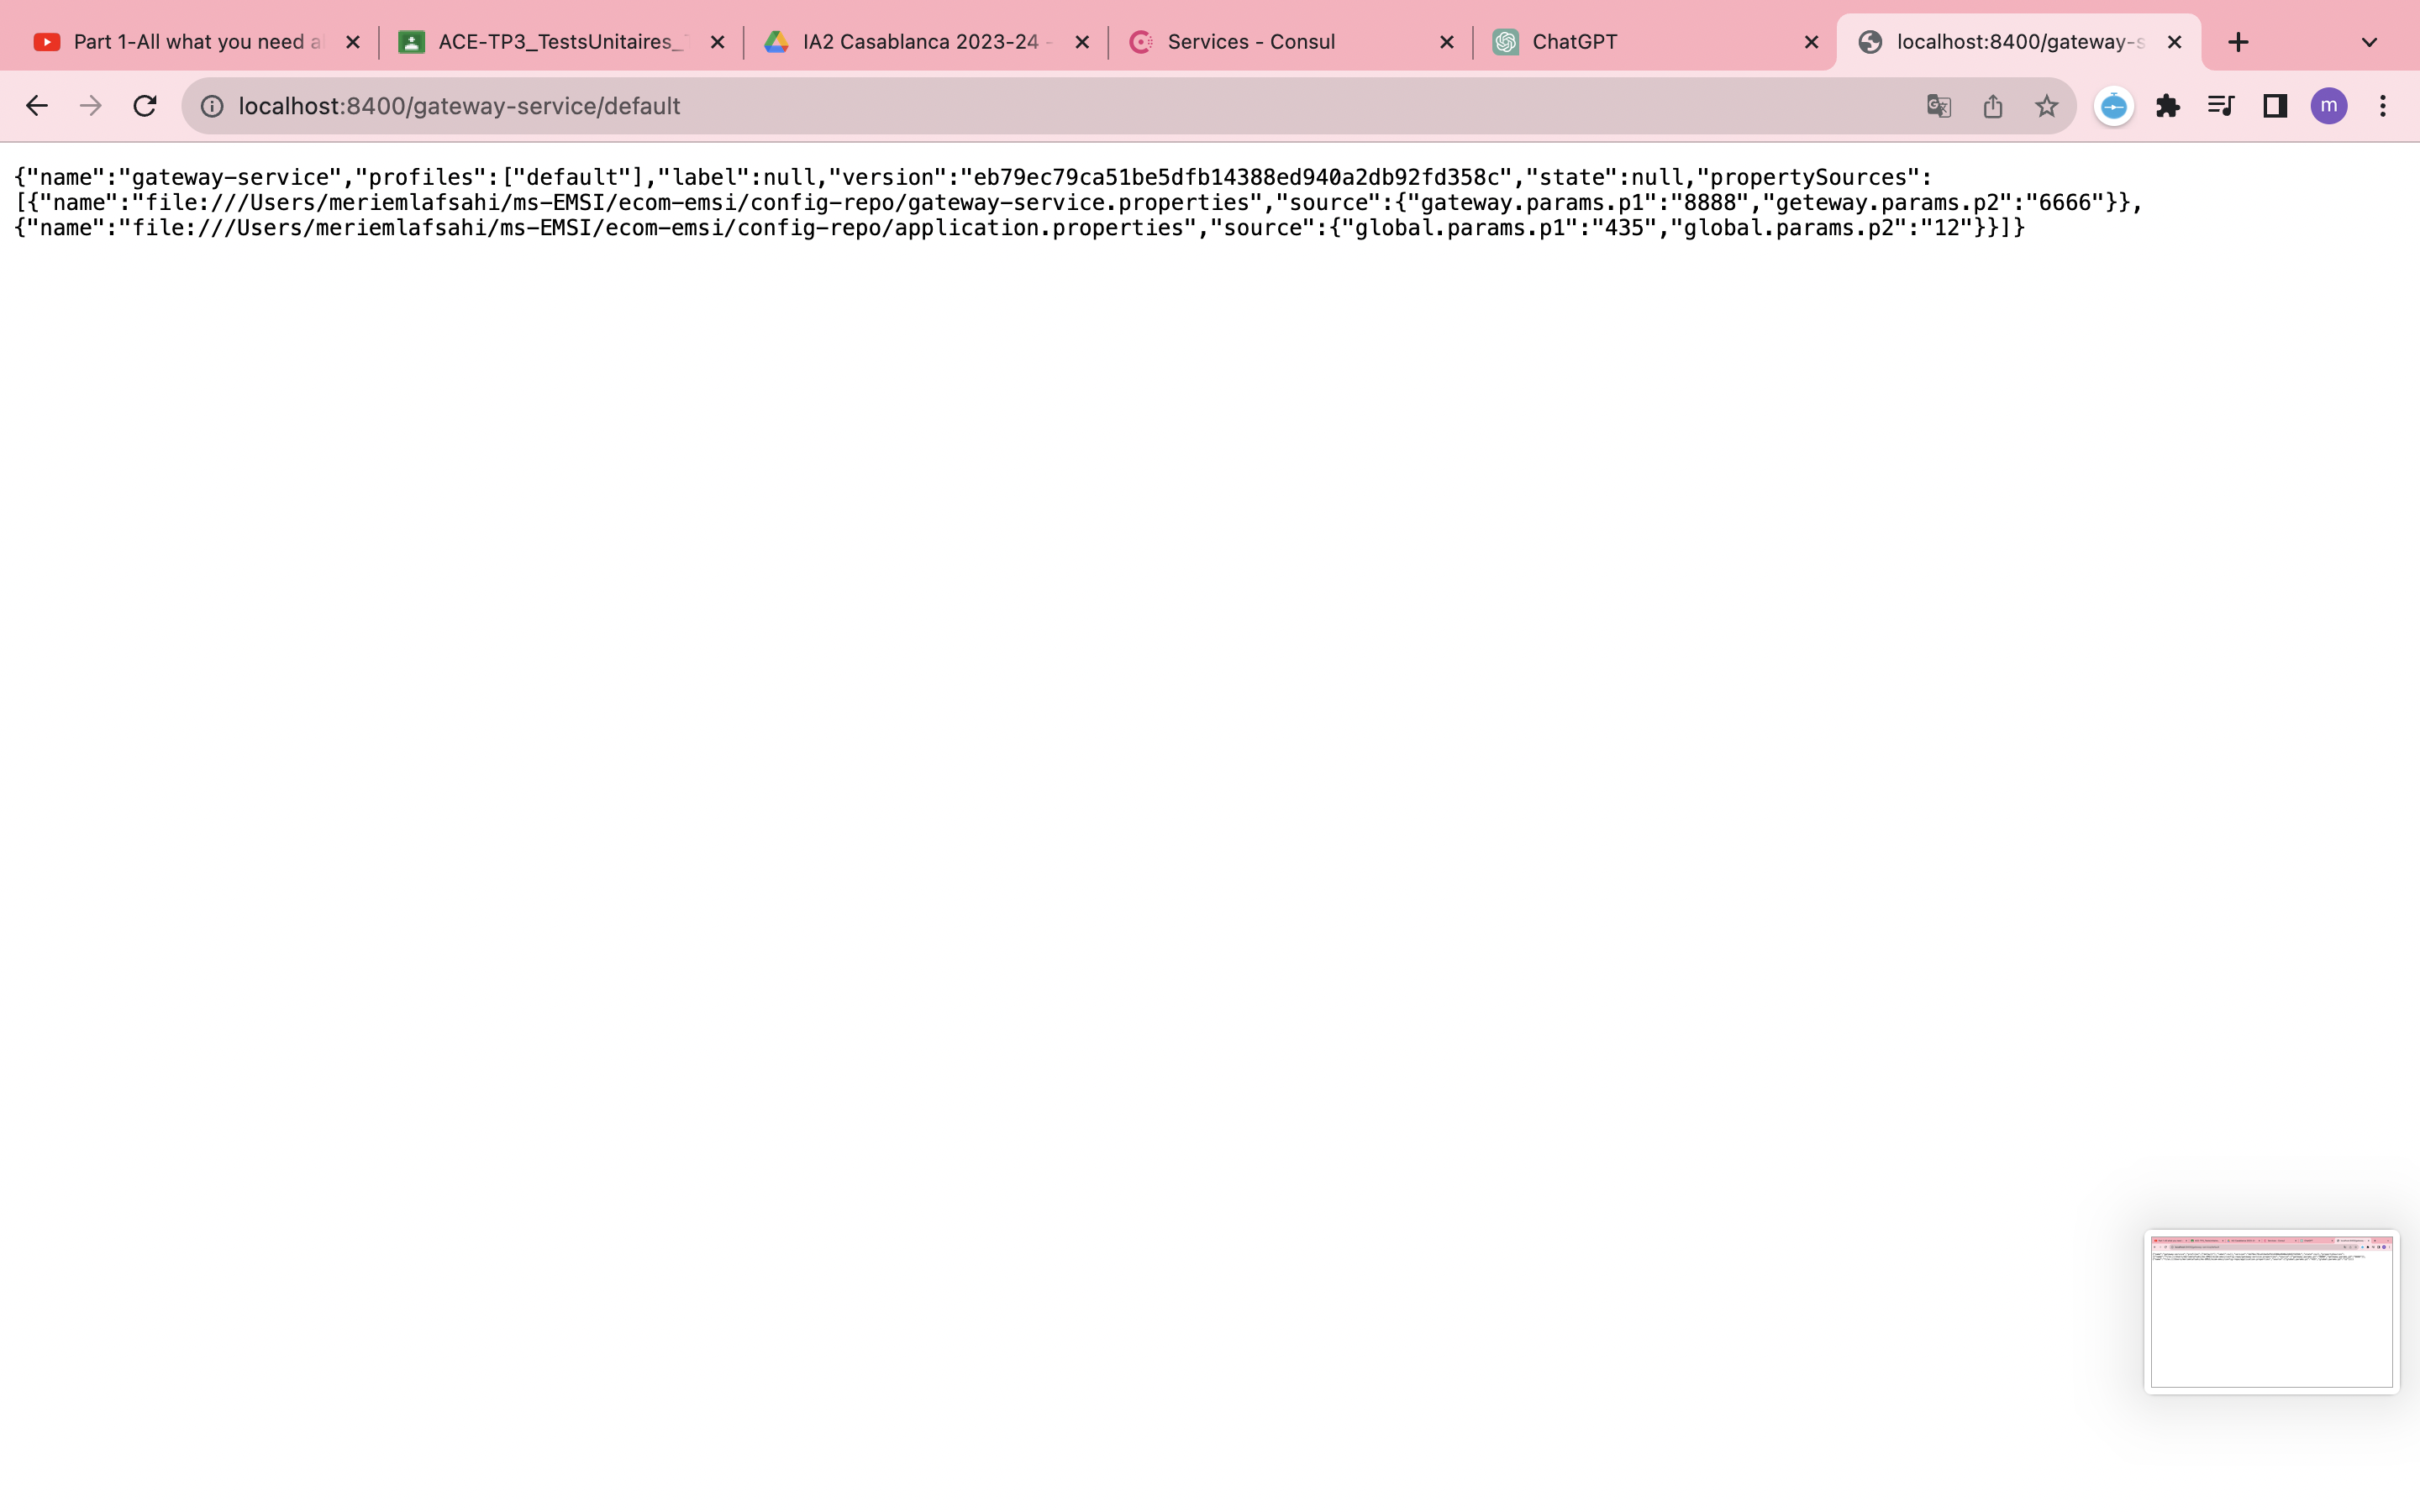 Part 1-All what you need a
ACE-TP3_TestsUnitaires_
IA2 Casablanca 2023-24 -
Services - Consul
ChatGPT
localhost:8400/gateway-s
localhost:8400/gateway-service/default
m
{"name":"gateway-service","profiles":["default"],"label":null,"version":"eb79ec79ca51be5dfb14388ed940a2db92fd358c","state":null,"propertySources":
[{"name":"file:///Users/meriemlafsahi/ms-EMSI/ecom-emsi/config-repo/gateway-service.properties","source":{"gateway.params.p1":"8888","geteway.params.p2":"6666"}},
{"name":"file:///Users/meriemlafsahi/ms-EMSI/ecom-emsi/config-repo/application.properties","source":{"global.params.p1":"435","global.params.p2":"12"}}]}